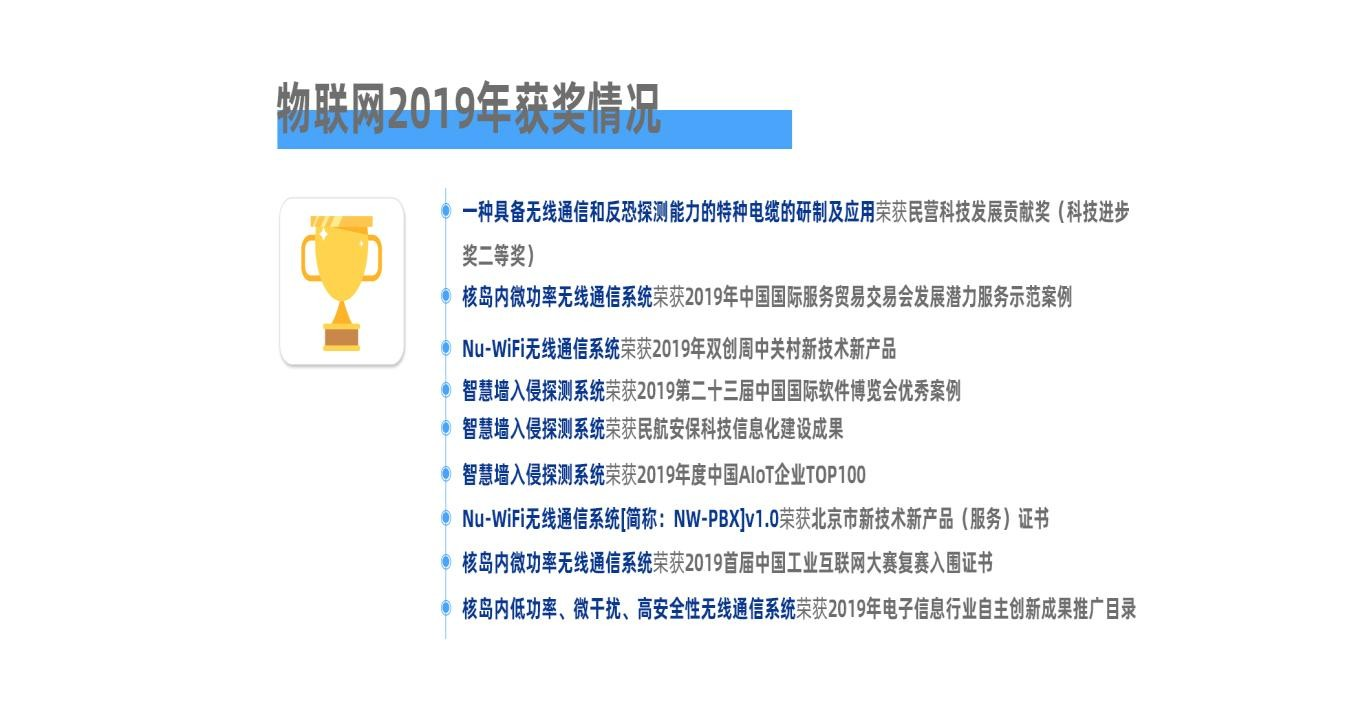 物联网2019年获奖情况
一种具备无线通信和反恐探测能力的特种电缆的研制及应用荣获民营科技发展贡献奖（科技进步
奖二等奖）
核岛内微功率无线通信系统荣获2019年中国国际服务贸易交易会发展潜力服务示范案例
Nu-WiFi无线通信系统荣获2019年双创周中关村新技术新产品
智慧墙入侵探测系统荣获2019第二十三届中国国际软件博览会优秀案例
智慧墙入侵探测系统荣获民航安保科技信息化建设成果
智慧墙入侵探测系统荣获2019年度中国AIoT企业TOP100
Nu-WiFi无线通信系统[简称：NW-PBX]v1.0荣获北京市新技术新产品（服务）证书
核岛内微功率无线通信系统荣获2019首届中国工业互联网大赛复赛入围证书
核岛内低功率、微干扰、高安全性无线通信系统荣获2019年电子信息行业自主创新成果推广目录